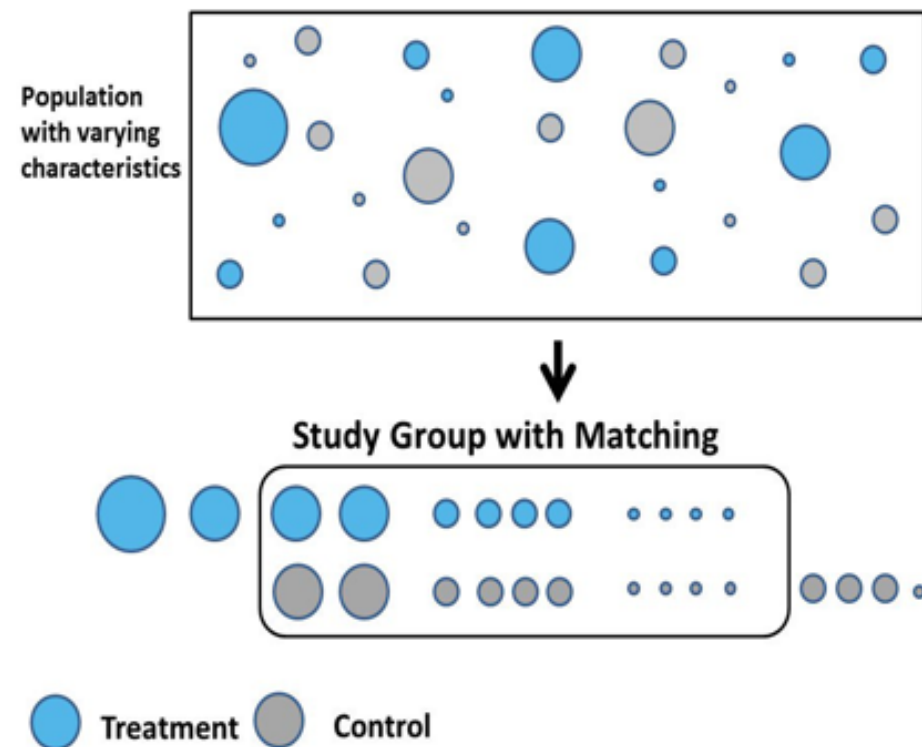 Population
with varying
characteristics
Study Group with Matching
Treatment
Control